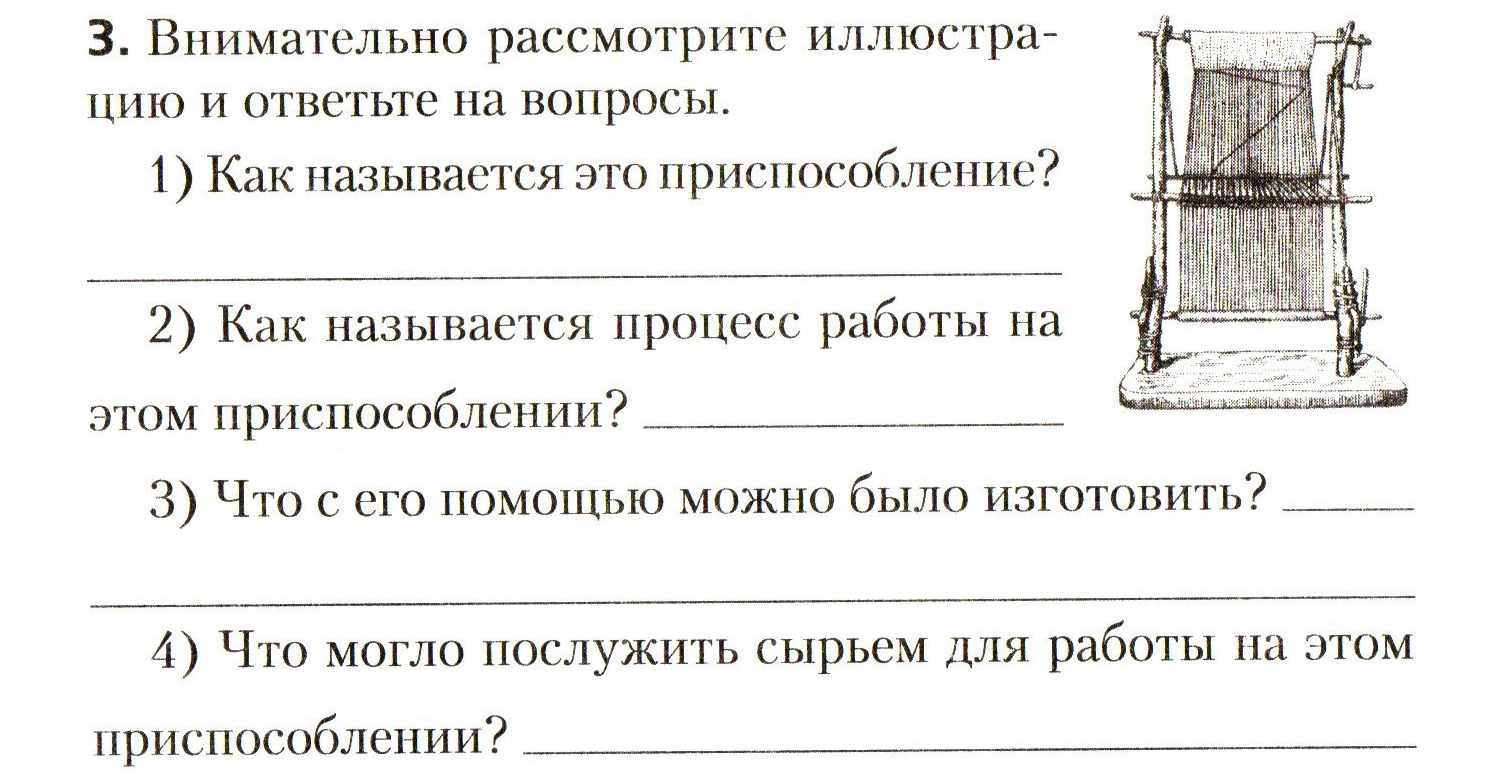 3. Внимательно рассмотрите иллюстра-
цию и ответьте на вопросы.
1) Как называется это приспособление?
2) Как называется процесс работы на
этом приспособлении?
3) Что с его помощью можно было изготовить?
4) Что могло послужить сырьем для работы на этом
приспособлении?